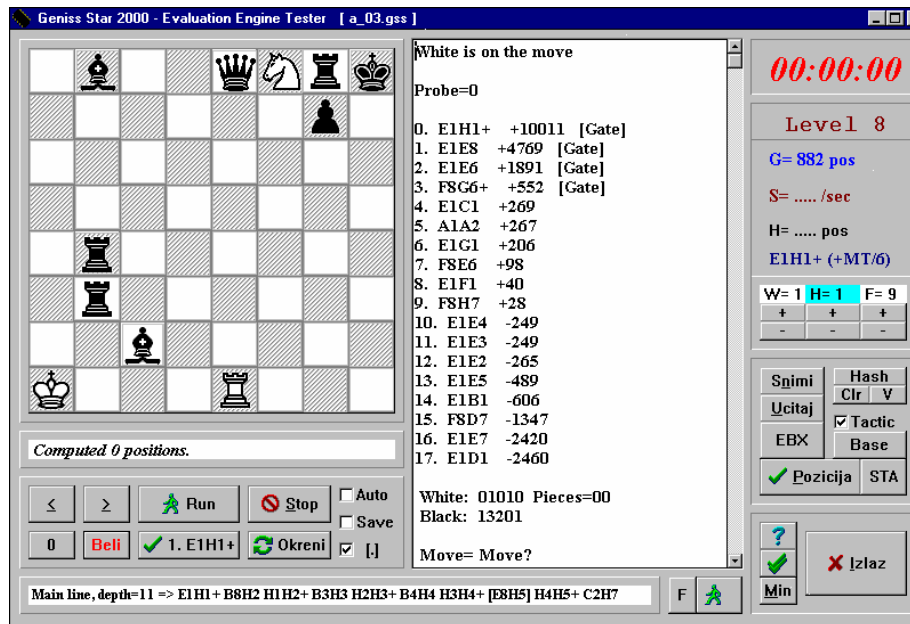 Geniss Star 2000 - Evaluation Engine Tester [ a_03.gss ]
White is on the move
Probe=0
0. E1H1+ +10011 [Gate]
1. E1E8 +4769 [Gate]
2. E1E6 +1891 [Gate]
3. F8G6+ +552 [Gate]
4. E1C1 +269
5. A1A2 +267
6. E1G1 +206
7. F8E6 +98
8. E1F1 +40
9. F8H7 +28
10. E1E4 -249
11. E1E3 -249
12. E1E2 -265
13. E1E5 -489
14. E1B1 -606
15. F8D7 -1347
16. E1E7 -2420
17. E1D1 -2460
White: 01010 Pieces=00
Black: 13201
Move= Move?
00:00:00
Level 8
G= 882 pos
S= ..... /sec
H= ..... pos
E1H1+ (+MT/6)
W= 1 H= 1 F= 9
+ + +
- - -
Snimi
Ucitaj
EBX
Hash
Clr V
Tactic
Base
Pozicija STA
?
Min
Izlaz
Computed 0 positions.
< > Run Stop Auto
Save
0 Beli 1. E1H1+ Okreni [.]
Main line, depth=11 => E1H1+ B8H2 H1H2+ B3H3 H2H3+ B4H4 H3H4+ [E8H5] H4H5+ C2H7
F